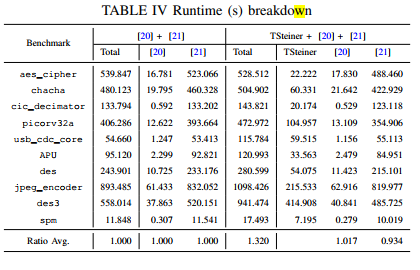 TABLE IV Runtime (s) breakdown
Benchmark [20] + [21] TSteiner + [20] + [21]
Total [20] [21] Total TSteiner [20] [21]
aes_cipher 539.847 16.781 523.066 528.512 22.222 17.830 488.460
chacha 480.123 19.795 460.328 504.902 60.331 21.642 422.929
cic_decimator 133.794 0.592 133.202 143.821 20.174 0.529 123.118
picorv32a 406.286 12.622 393.664 472.972 104.957 13.109 354.906
usb_cdc_core 54.660 1.247 53.413 115.784 59.515 1.156 55.113
APU 95.120 2.299 92.821 120.993 33.563 2.479 84.951
des 243.901 10.725 233.176 280.599 54.075 11.423 215.101
jpeg_encoder 893.485 61.433 832.052 1098.426 215.533 62.916 819.977
des3 558.014 37.863 520.151 941.474 414.908 40.841 485.725
spm 11.848 0.307 11.541 17.493 7.195 0.279 10.019
Ratio Avg. 1.000 1.000 1.000 1.320 1.017 0.934